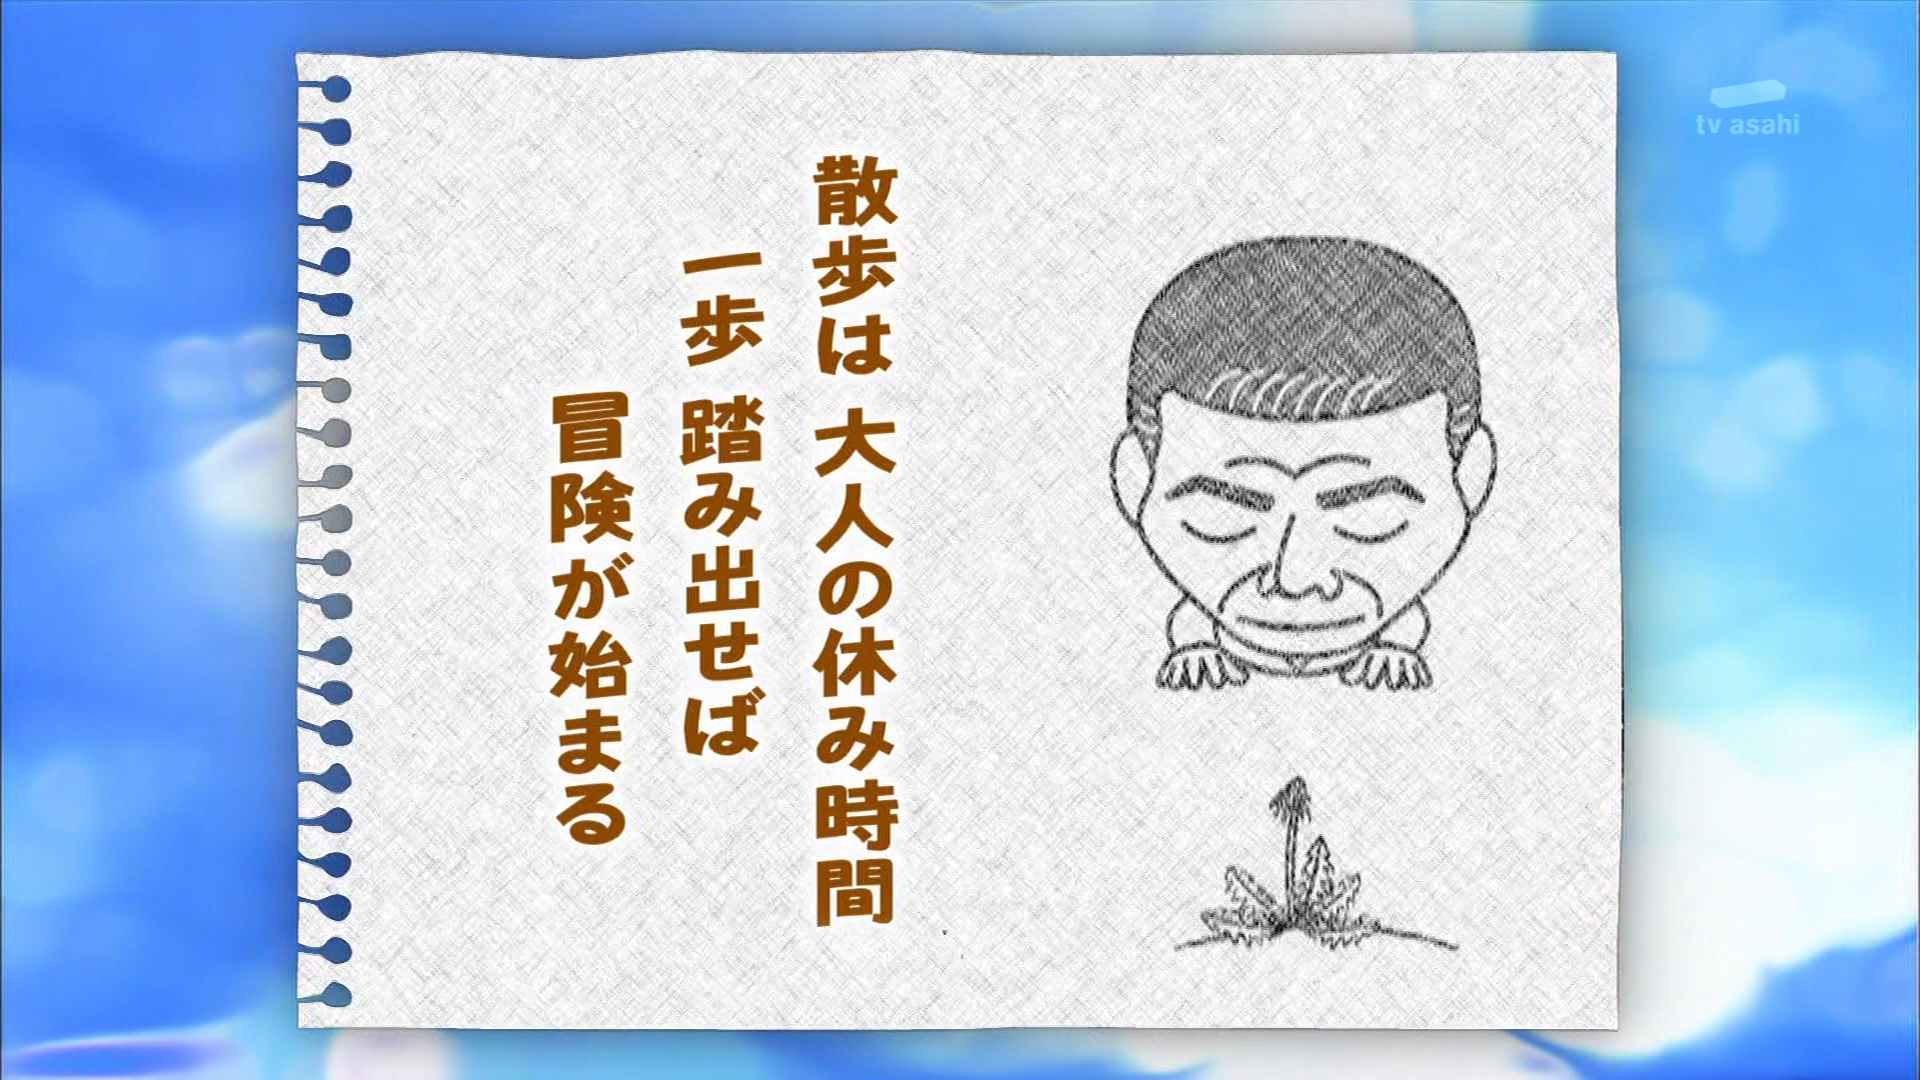 散歩は 大人の休み時間
一歩 踏み出せば
冒険が始まる
tv asahi